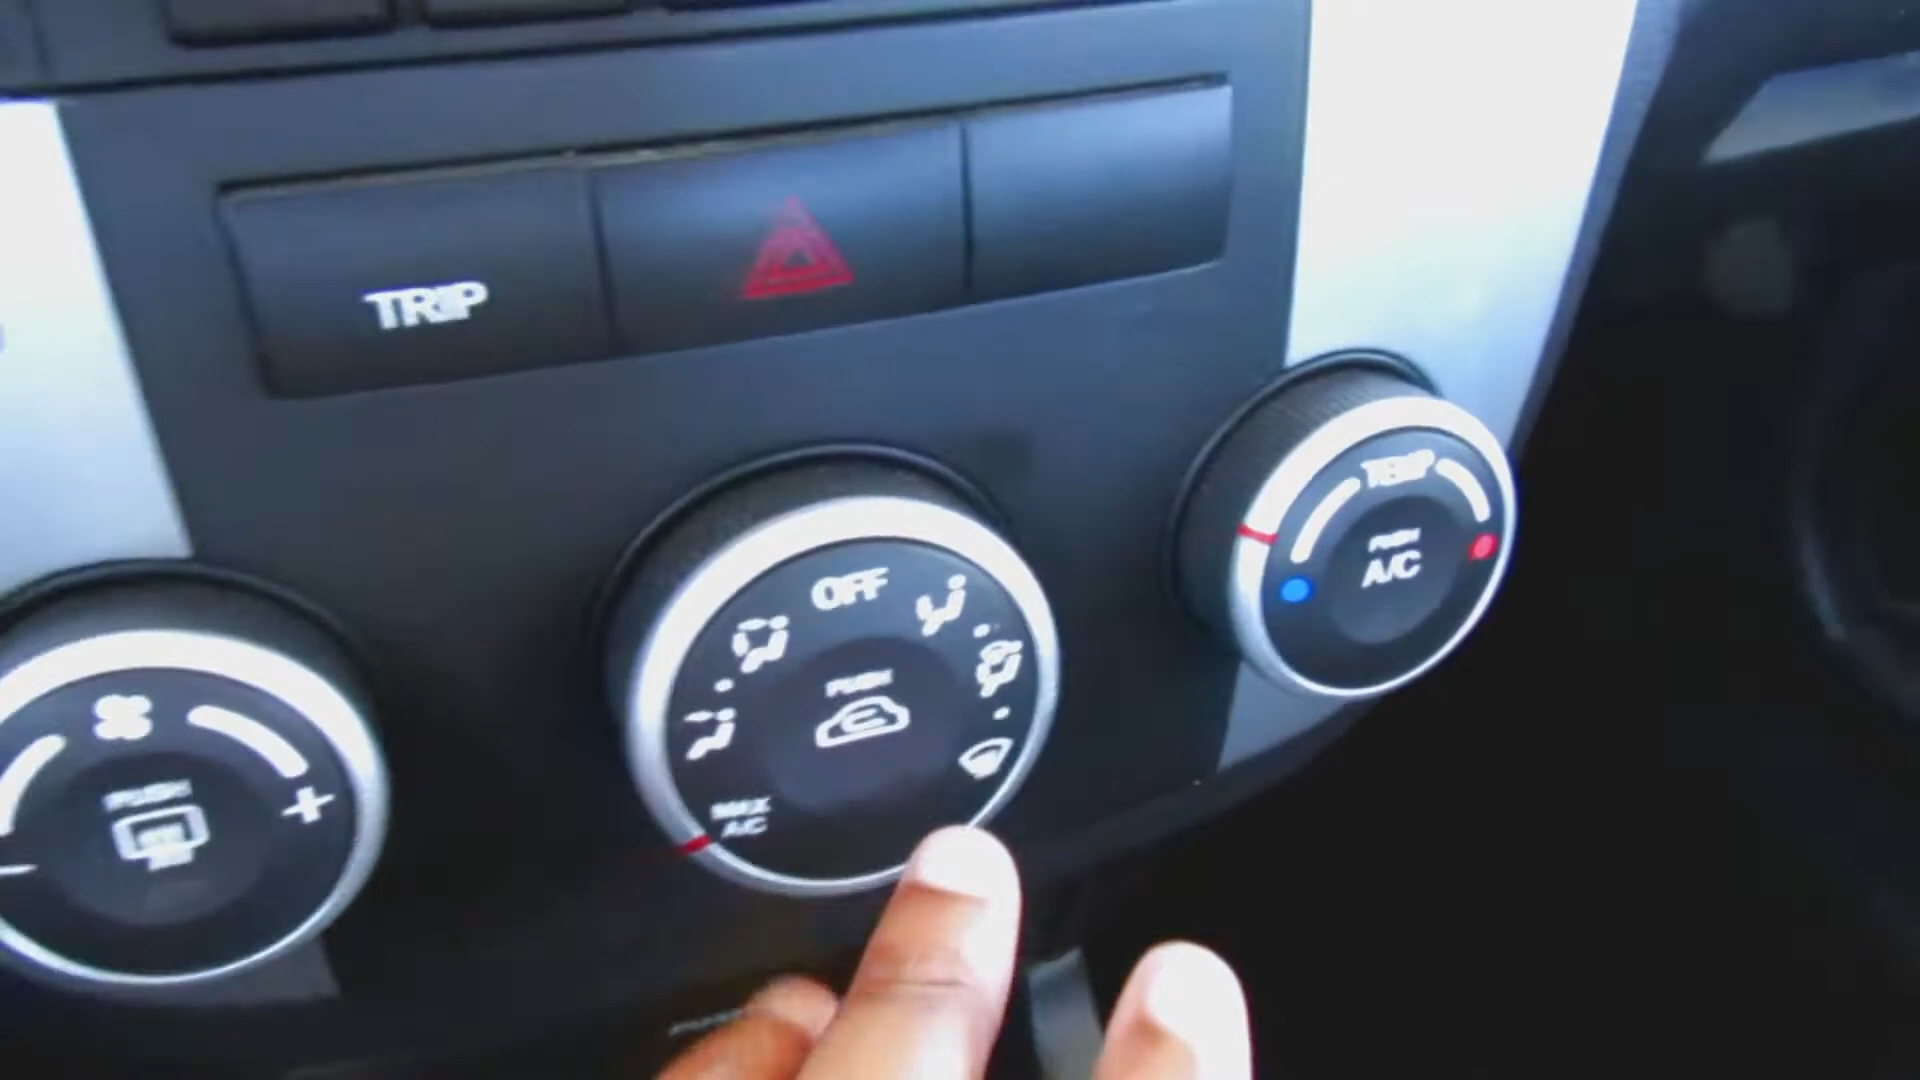 TRIP
TEMP
PUSH
A/C
OFF
PUSH
MAX
A/C
PUSH
+
-